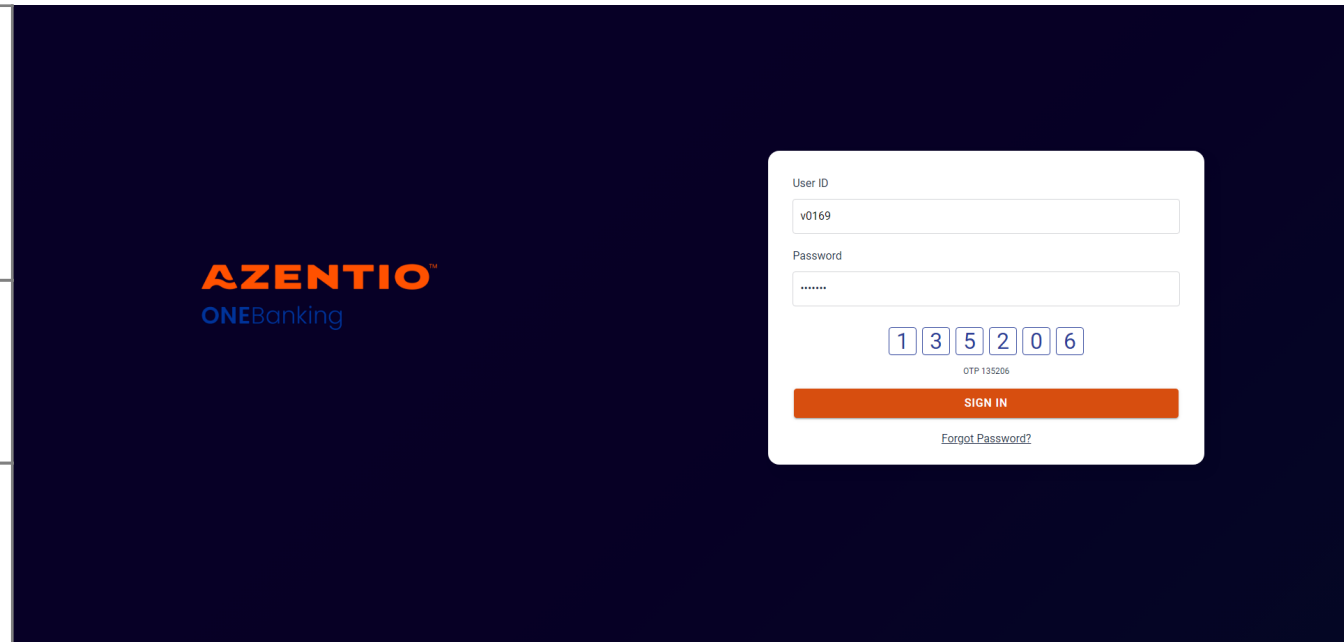 AZENTIO™
ONEBanking
User ID
v0169
Password
•••••••
1 3 5 2 0 6
OTP 135206
SIGN IN
Forgot Password?